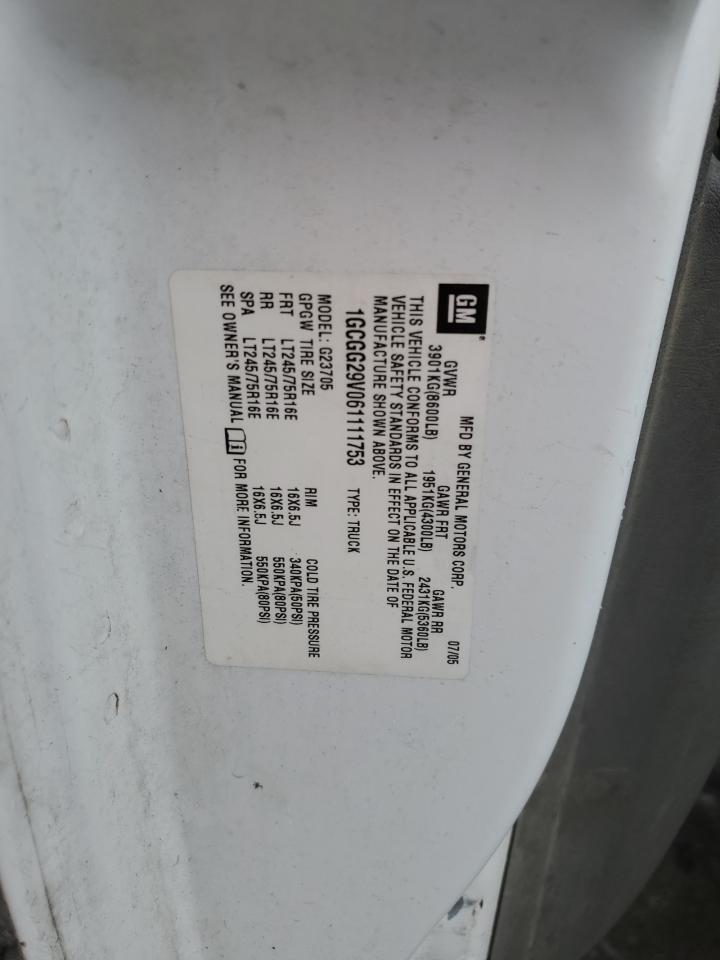 GM® MFD BY GENERAL MOTORS CORP. 07/05
GVWR GAWR FRT GAWR RR
3901KG(8600LB) 1951KG(4300LB) 2431KG(5360LB)
THIS VEHICLE CONFORMS TO ALL APPLICABLE U.S. FEDERAL MOTOR
VEHICLE SAFETY STANDARDS IN EFFECT ON THE DATE OF
MANUFACTURE SHOWN ABOVE.
1GCGG29V061111753 TYPE: TRUCK
MODEL: G23705
GPGW TIRE SIZE RIM COLD TIRE PRESSURE
FRT LT245/75R16E 16X6.5J 340KPA(50PSI)
RR LT245/75R16E 16X6.5J 550KPA(80PSI)
SPA LT245/75R16E 16X6.5J 550KPA(80PSI)
SEE OWNER'S MANUAL FOR MORE INFORMATION.